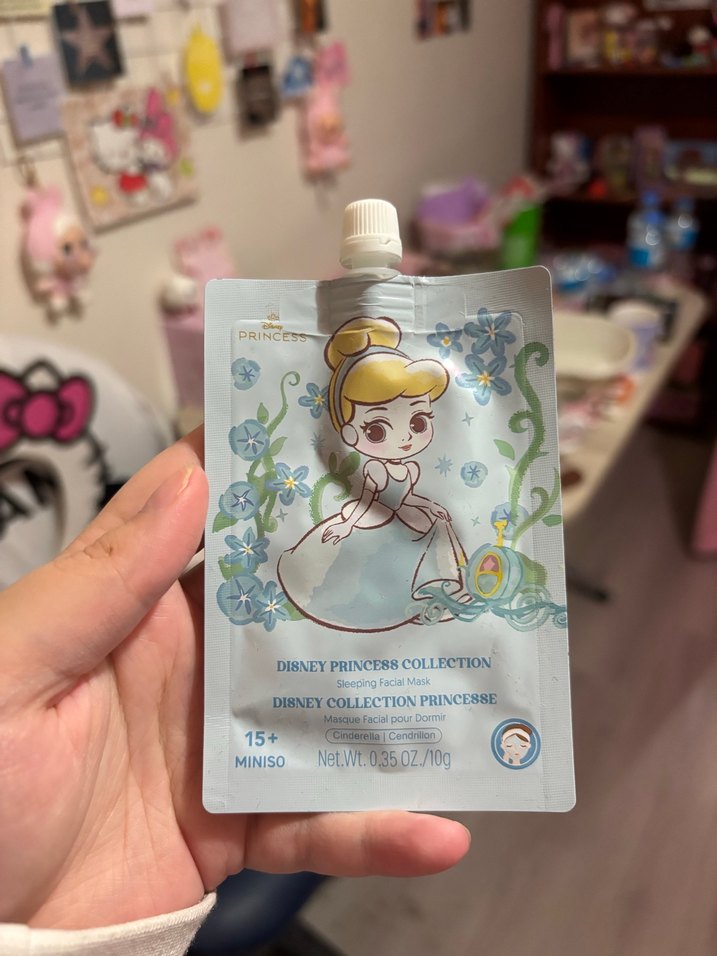 Disney
PRINCESS
DISNEY PRINCESS COLLECTION
Sleeping Facial Mask
DISNEY COLLECTION PRINCESSE
Masque Facial pour Dormir
Cinderella | Cendrillon
15+
MINISO
Net.Wt. 0.35 OZ./10g